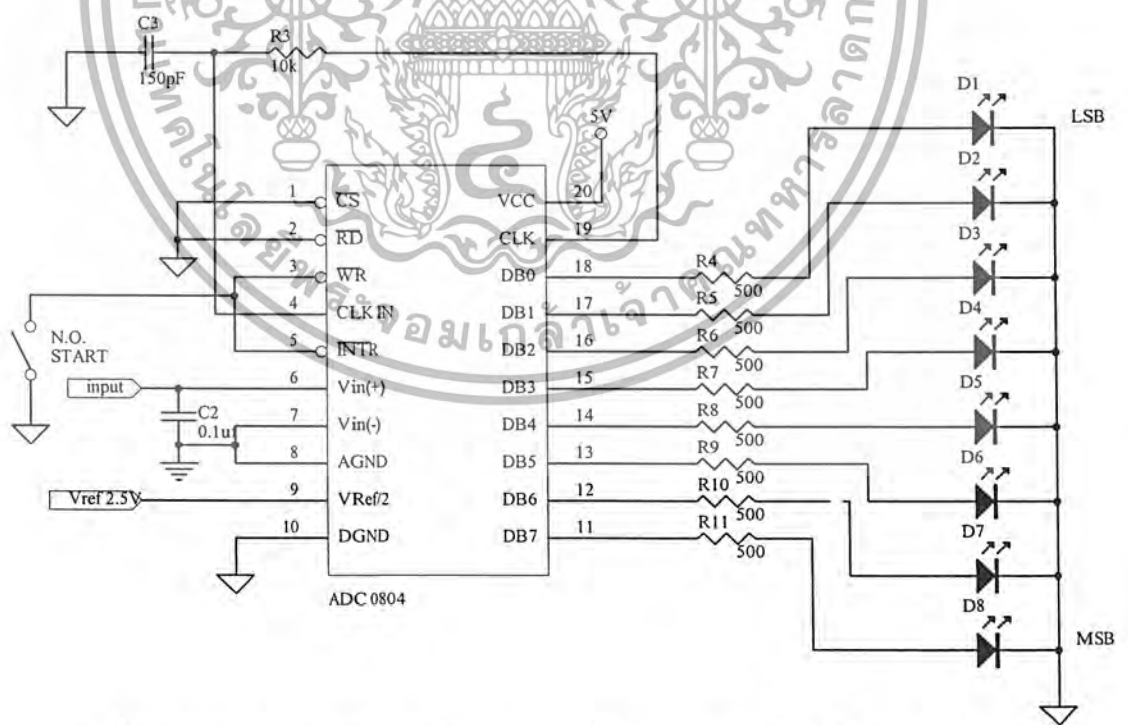 C3
150pF
R3
10k
5V
1
2
3
4
5
6
7
8
9
10
CS
RD
WR
CLK IN
INTR
Vin(+)
Vin(-)
AGND
VRef/2
DGND
VCC
CLK
DB0
DB1
DB2
DB3
DB4
DB5
DB6
DB7
20
19
18
17
16
15
14
13
12
11
ADC 0804
N.O.
START
input
C2
0.1u
Vref 2.5V
R4
500
R5
500
R6
500
R7
500
R8
500
R9
500
R10
500
R11
500
D1
D2
D3
D4
D5
D6
D7
D8
LSB
MSB